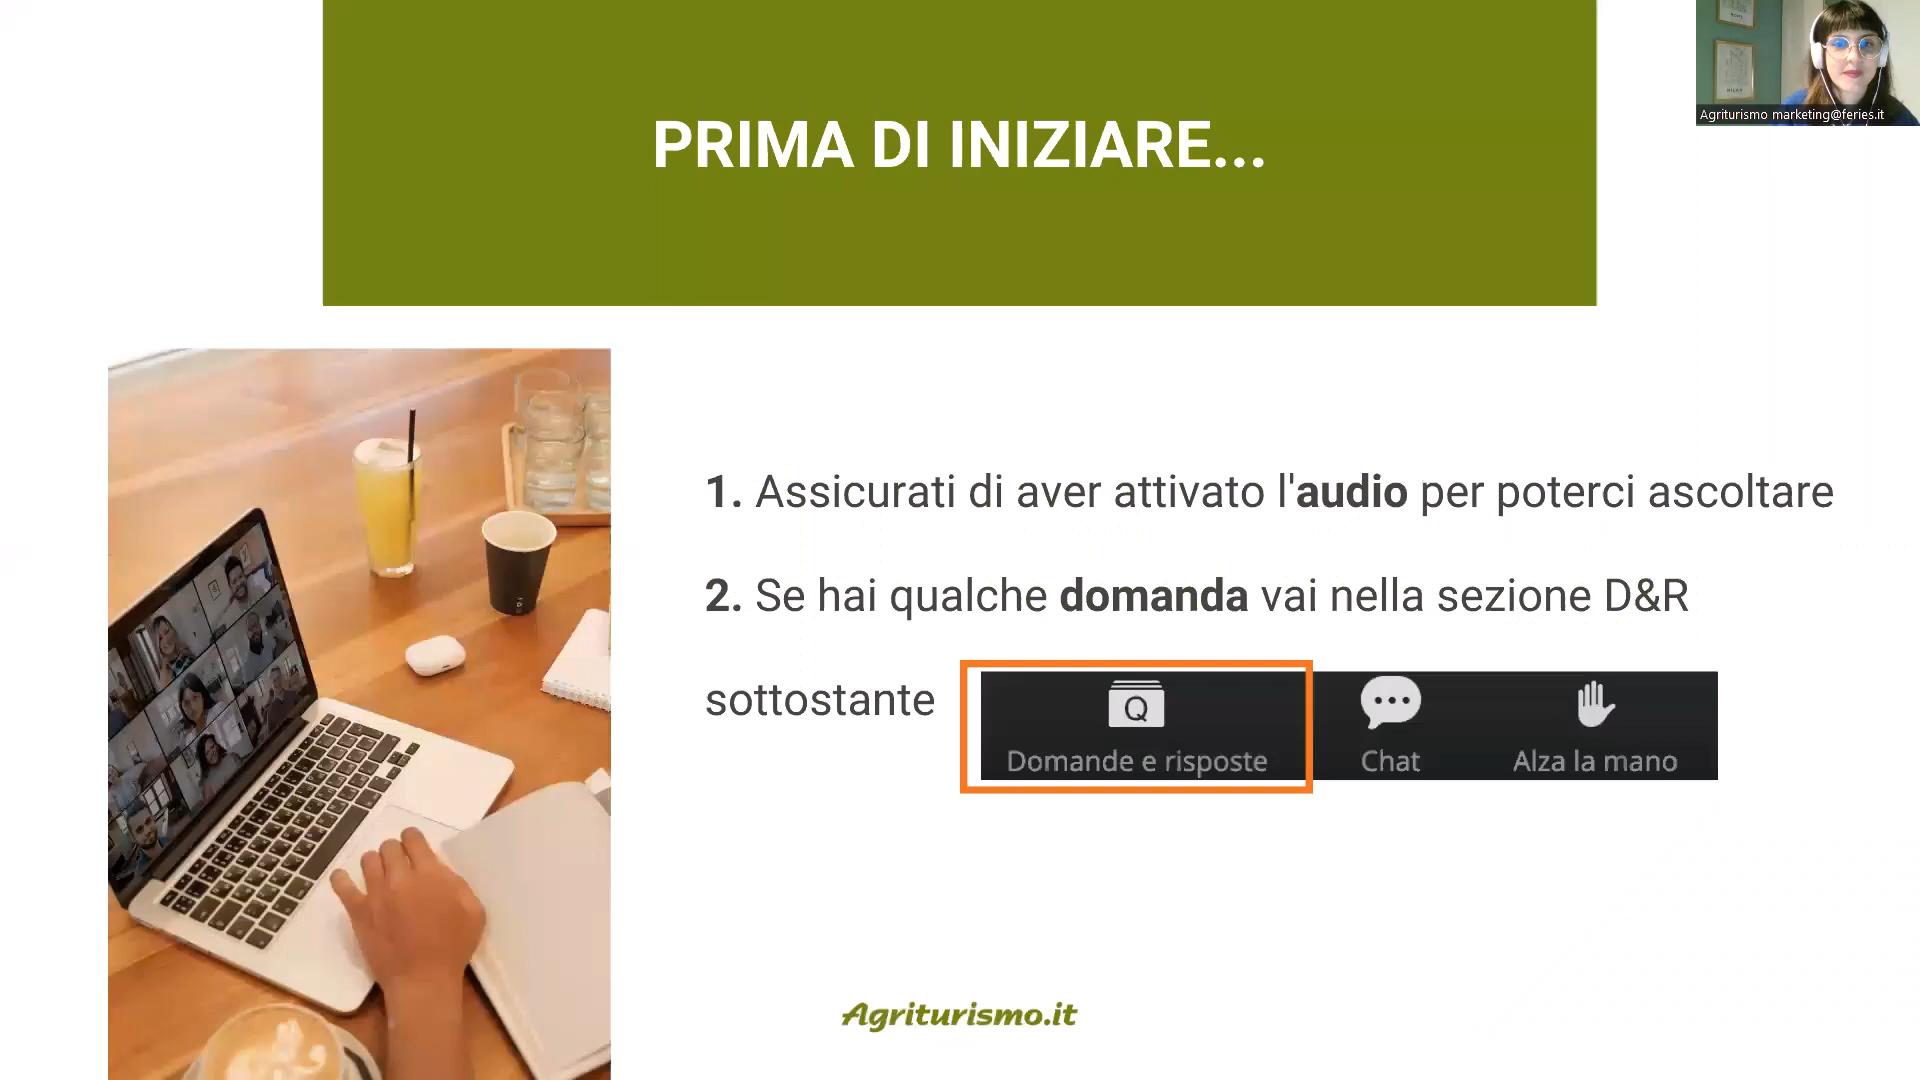 PRIMA DI INIZIARE...
Agriturismo marketing@feries.it
1. Assicurati di aver attivato l'audio per poterci ascoltare
2. Se hai qualche domanda vai nella sezione D&R
sottostante
Q
Domande e risposte
Chat
Alza la mano
Agriturismo.it